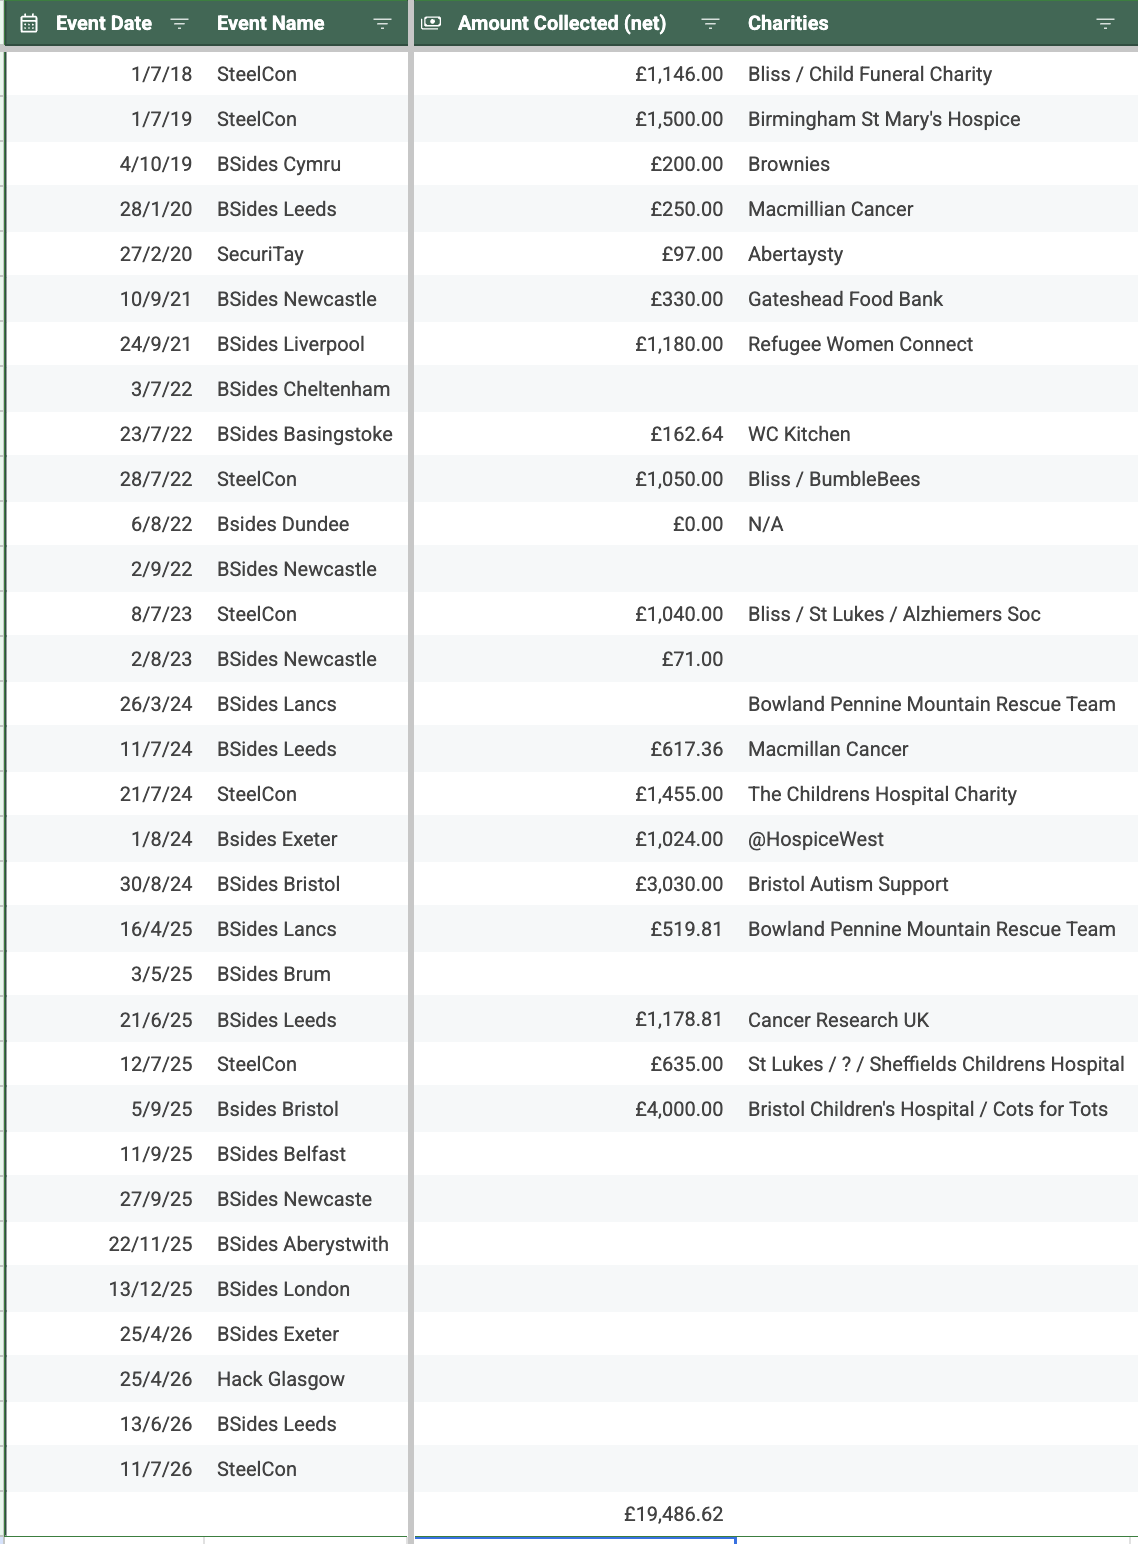 Event Date Event Name Amount Collected (net) Charities
1/7/18 SteelCon £1,146.00 Bliss / Child Funeral Charity
1/7/19 SteelCon £1,500.00 Birmingham St Mary's Hospice
4/10/19 BSides Cymru £200.00 Brownies
28/1/20 BSides Leeds £250.00 Macmillian Cancer
27/2/20 SecuriTay £97.00 Abertaysty
10/9/21 BSides Newcastle £330.00 Gateshead Food Bank
24/9/21 BSides Liverpool £1,180.00 Refugee Women Connect
3/7/22 BSides Cheltenham
23/7/22 BSides Basingstoke £162.64 WC Kitchen
28/7/22 SteelCon £1,050.00 Bliss / BumbleBees
6/8/22 Bsides Dundee £0.00 N/A
2/9/22 BSides Newcastle
8/7/23 SteelCon £1,040.00 Bliss / St Lukes / Alzhiemers Soc
2/8/23 BSides Newcastle £71.00
26/3/24 BSides Lancs Bowland Pennine Mountain Rescue Team
11/7/24 BSides Leeds £617.36 Macmillan Cancer
21/7/24 SteelCon £1,455.00 The Childrens Hospital Charity
1/8/24 Bsides Exeter £1,024.00 @HospiceWest
30/8/24 BSides Bristol £3,030.00 Bristol Autism Support
16/4/25 BSides Lancs £519.81 Bowland Pennine Mountain Rescue Team
3/5/25 BSides Brum
21/6/25 BSides Leeds £1,178.81 Cancer Research UK
12/7/25 SteelCon £635.00 St Lukes / ? / Sheffields Childrens Hospital
5/9/25 Bsides Bristol £4,000.00 Bristol Children's Hospital / Cots for Tots
11/9/25 BSides Belfast
27/9/25 BSides Newcaste
22/11/25 BSides Aberystwith
13/12/25 BSides London
25/4/26 BSides Exeter
25/4/26 Hack Glasgow
13/6/26 BSides Leeds
11/7/26 SteelCon
£19,486.62